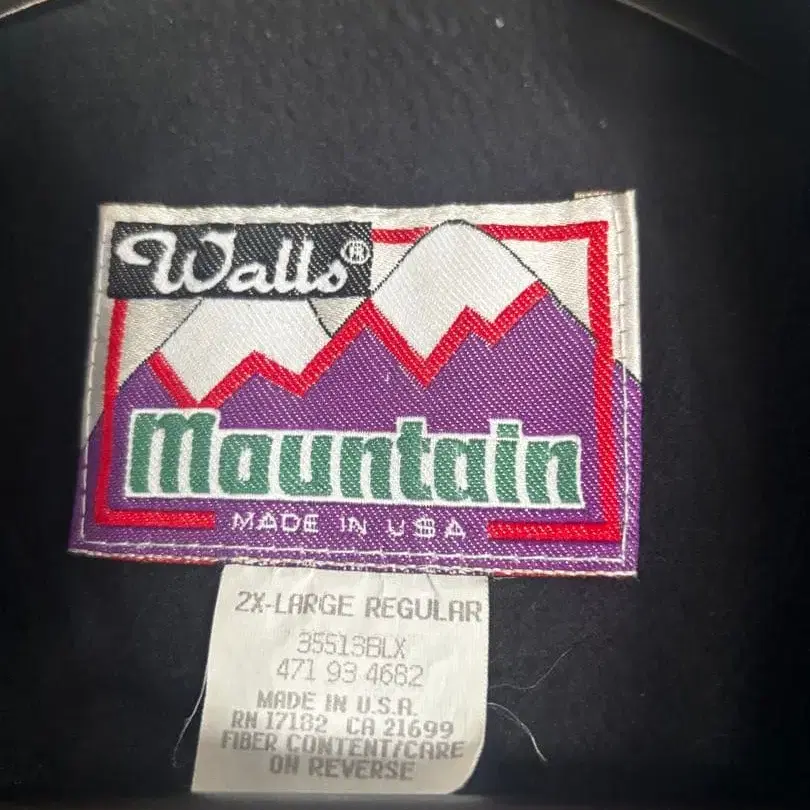 Walls®
Mountain
MADE IN USA
2X-LARGE REGULAR
35513BLX
471 93 4682
MADE IN U.S.A.
RN 17182 CA 21699
FIBER CONTENT/CARE
ON REVERSE